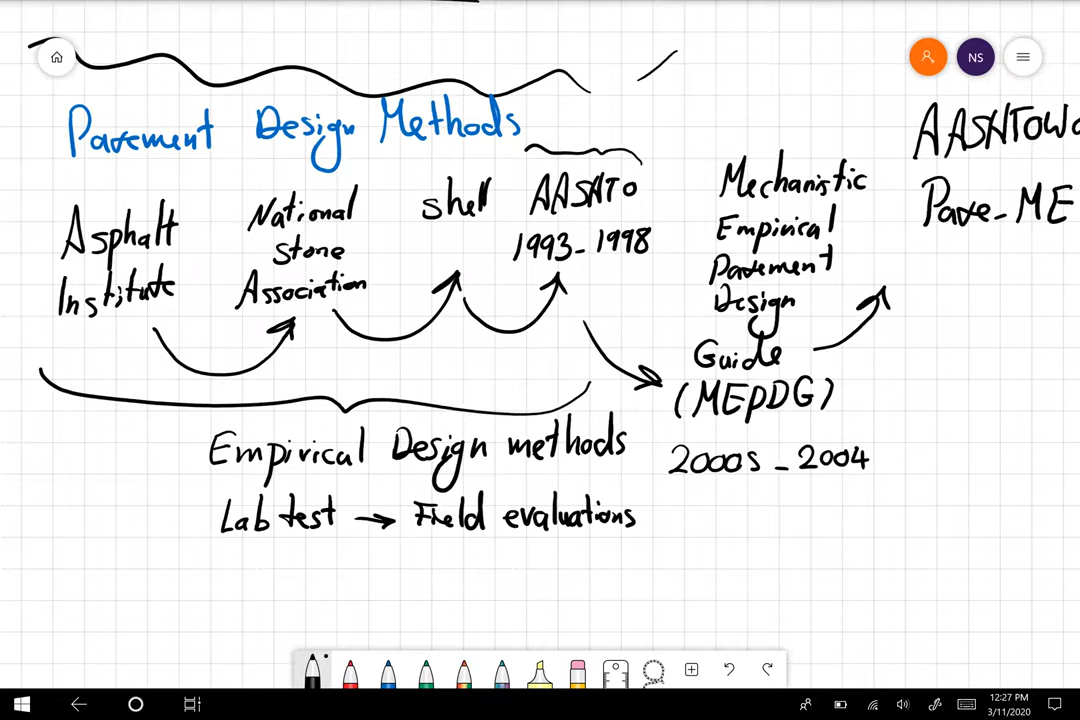 NS
Pavement Design Methods
Asphalt
Institute
National
Stone
Association
shell
AASHTO
1993-1998
Mechanistic
Empirical
Pavement
Design
Guide
(MEPDG)
2000s - 2004
AASHTOW
Pave-ME
Empirical Design methods
Lab test → Field evaluations
12:27 PM
3/11/2020